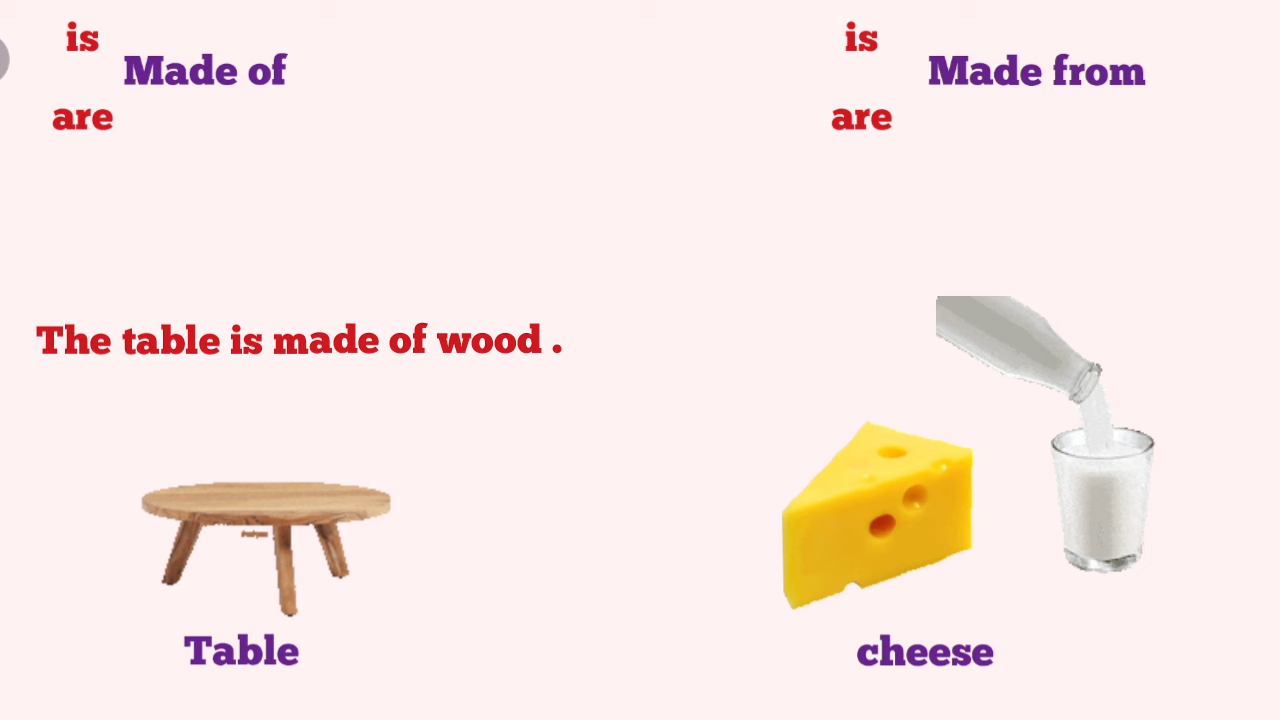 is
Made of
are
is
Made from
are
The table is made of wood .
Table
cheese